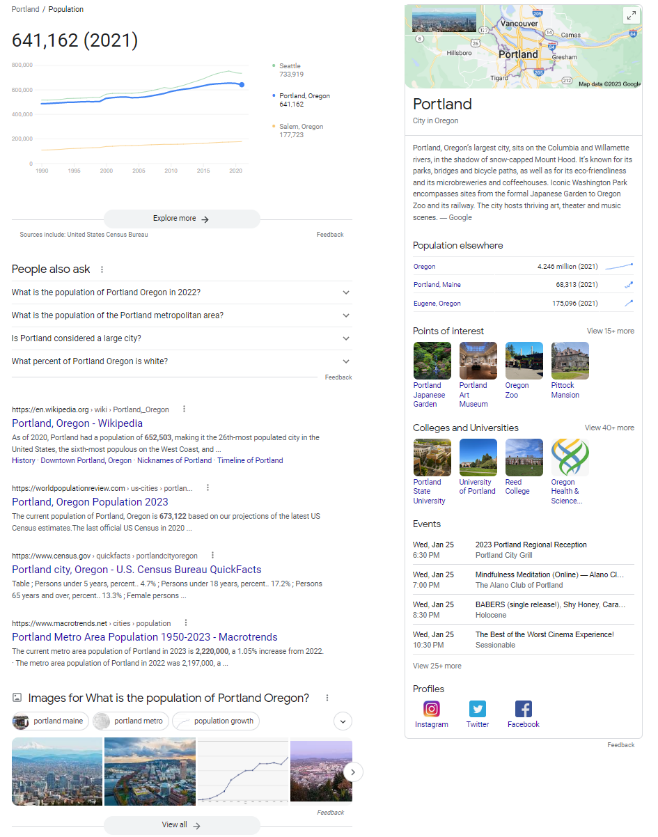 Portland / Population
641,162 (2021)
800,000
600,000
400,000
200,000
0
1990
1995
2000
2005
2010
2015
2020
Seattle
733,919
Portland, Oregon
641,162
Salem, Oregon
177,723
Explore more
Sources include: United States Census Bureau
Feedback
People also ask
What is the population of Portland Oregon in 2022?
What is the population of the Portland metropolitan area?
Is Portland considered a large city?
What percent of Portland Oregon is white?
Feedback
https://en.wikipedia.org › wiki › Portland_Oregon
Portland, Oregon - Wikipedia
As of 2020, Portland had a population of 652,503, making it the 26th-most populated city in the
United States, the sixth-most populous on the West Coast, and ...
History · Downtown Portland, Oregon · Nicknames of Portland · Timeline of Portland
https://worldpopulationreview.com › us-cities › portlan...
Portland, Oregon Population 2023
The current population of Portland, Oregon is 673,122 based on our projections of the latest US
Census estimates.The last official US Census in 2020 ...
https://www.census.gov › quickfacts › portlandcityoregon
Portland city, Oregon - U.S. Census Bureau QuickFacts
Table ; Persons under 5 years, percent.. 4.7% ; Persons under 18 years, percent.. 17.2% ; Persons
65 years and over, percent.. 13.3% ; Female persons ...
https://www.macrotrends.net › cities › population
Portland Metro Area Population 1950-2023 - Macrotrends
The current metro area population of Portland in 2023 is 2,220,000, a 1.05% increase from 2022.
· The metro area population of Portland in 2022 was 2,197,000, a ...
Images for What is the population of Portland Oregon?
portland maine
portland metro
population growth
Feedback
View all
Vancouver
Camas
Hillsboro
Portland
Gresham
Tigard
Map data ©2023 Google
Portland
City in Oregon
Portland, Oregon's largest city, sits on the Columbia and Willamette
rivers, in the shadow of snow-capped Mount Hood. It's known for its
parks, bridges and bicycle paths, as well as for its eco-friendliness
and its microbreweries and coffeehouses. Iconic Washington Park
encompasses sites from the formal Japanese Garden to Oregon
Zoo and its railway. The city hosts thriving art, theater and music
scenes. — Google
Population elsewhere
Oregon 4.246 million (2021)
Portland, Maine 68,313 (2021)
Eugene, Oregon 175,096 (2021)
Points of interest
View 15+ more
Portland Japanese Garden
Portland Art Museum
Oregon Zoo
Pittock Mansion
Colleges and Universities
View 40+ more
Portland State University
University of Portland
Reed College
Oregon Health & Science...
Events
Wed, Jan 25 2023 Portland Regional Reception
6:30 PM Portland City Grill
Wed, Jan 25 Mindfulness Meditation (Online) — Alano Cl...
7:00 PM The Alano Club of Portland
Wed, Jan 25 BABERS (single release!), Shy Honey, Cara...
8:30 PM Holocene
Wed, Jan 25 The Best of the Worst Cinema Experience!
10:30 PM Sessionable
View 25+ more
Profiles
Instagram
Twitter
Facebook
Feedback